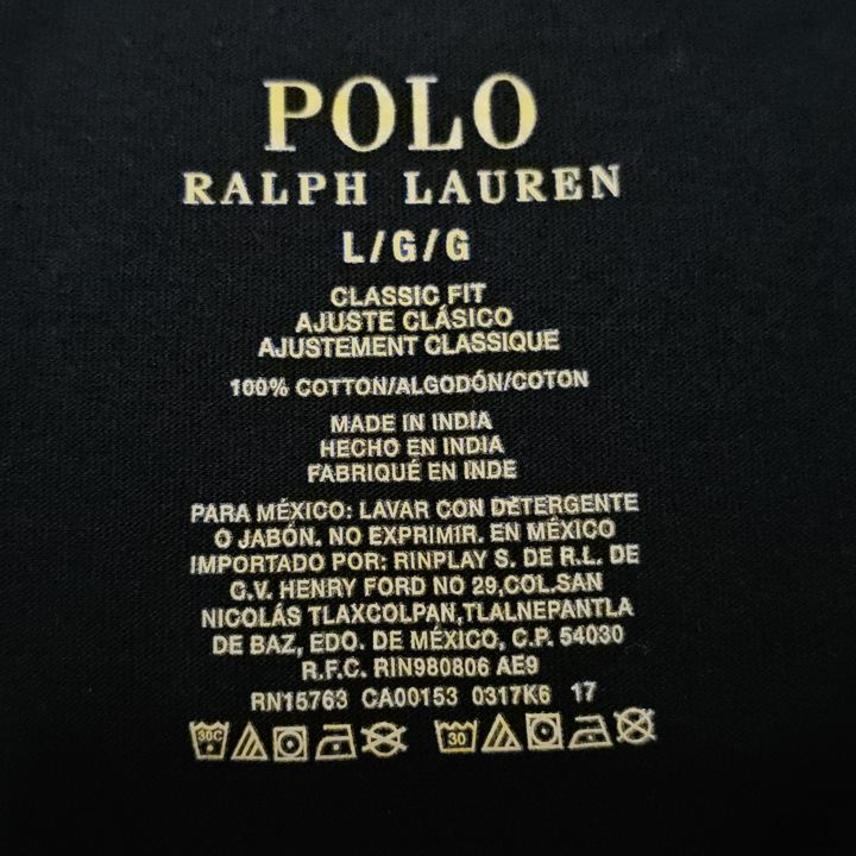 POLO
RALPH LAUREN
L/G/G
CLASSIC FIT
AJUSTE CLÁSICO
AJUSTEMENT CLASSIQUE
100% COTTON/ALGODÓN/COTON
MADE IN INDIA
HECHO EN INDIA
FABRIQUÉ EN INDE
PARA MÉXICO: LAVAR CON DETERGENTE
O JABÓN. NO EXPRIMIR. EN MÉXICO
IMPORTADO POR: RINPLAY S. DE R.L. DE
C.V. HENRY FORD NO 29,COL.SAN
NICOLÁS TLAXCOLPAN,TLALNEPANTLA
DE BAZ, EDO. DE MÉXICO, C.P. 54030
R.F.C. RIN980806 AE9
RN15763 CA00153 0317K6 17
30C 30